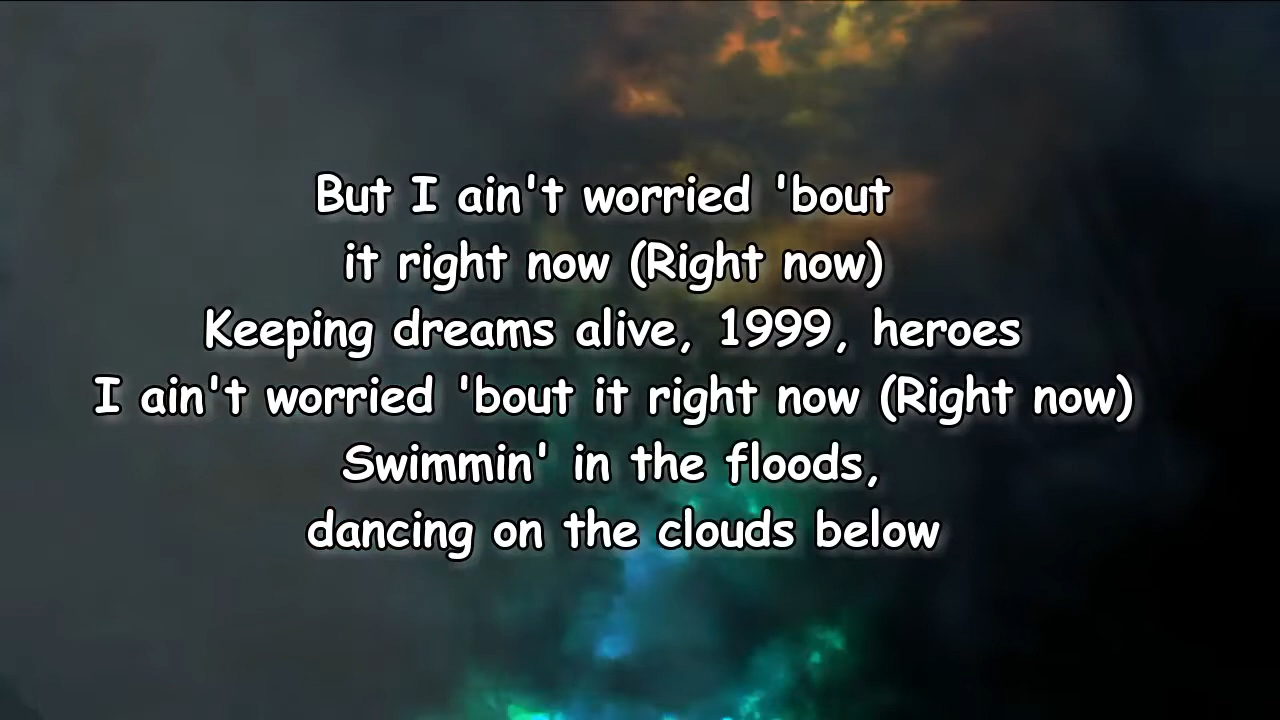 But I ain't worried 'bout
it right now (Right now)
Keeping dreams alive, 1999, heroes
I ain't worried 'bout it right now (Right now)
Swimmin' in the floods,
dancing on the clouds below